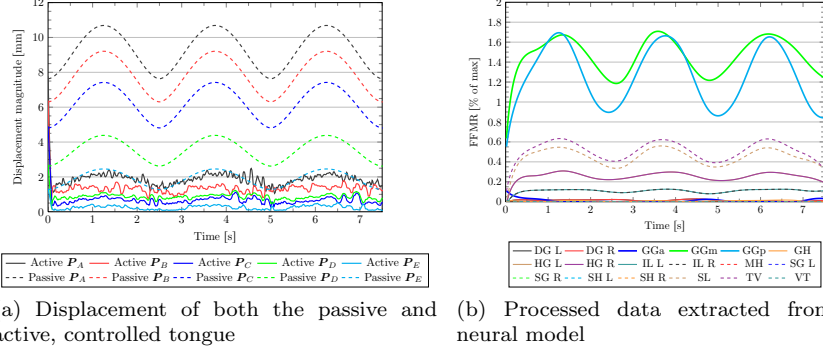 Displacement magnitude [mm]
12
10
8
6
4
2
0
0 1 2 3 4 5 6 7
Time [s]
Active P_A Active P_B Active P_C Active P_D Active P_E
Passive P_A Passive P_B Passive P_C Passive P_D Passive P_E
a) Displacement of both the passive and
active, controlled tongue
FFMR [% of max]
2
1.8
1.6
1.4
1.2
1
0.8
0.6
0.4
0.2
0
0 1 2 3 4 5 6 7
Time [s]
DG L DG R GGa GGm GGp GH
HG L HG R IL L IL R MH SG L
SG R SH L SH R SL TV VT
(b) Processed data extracted from
neural model